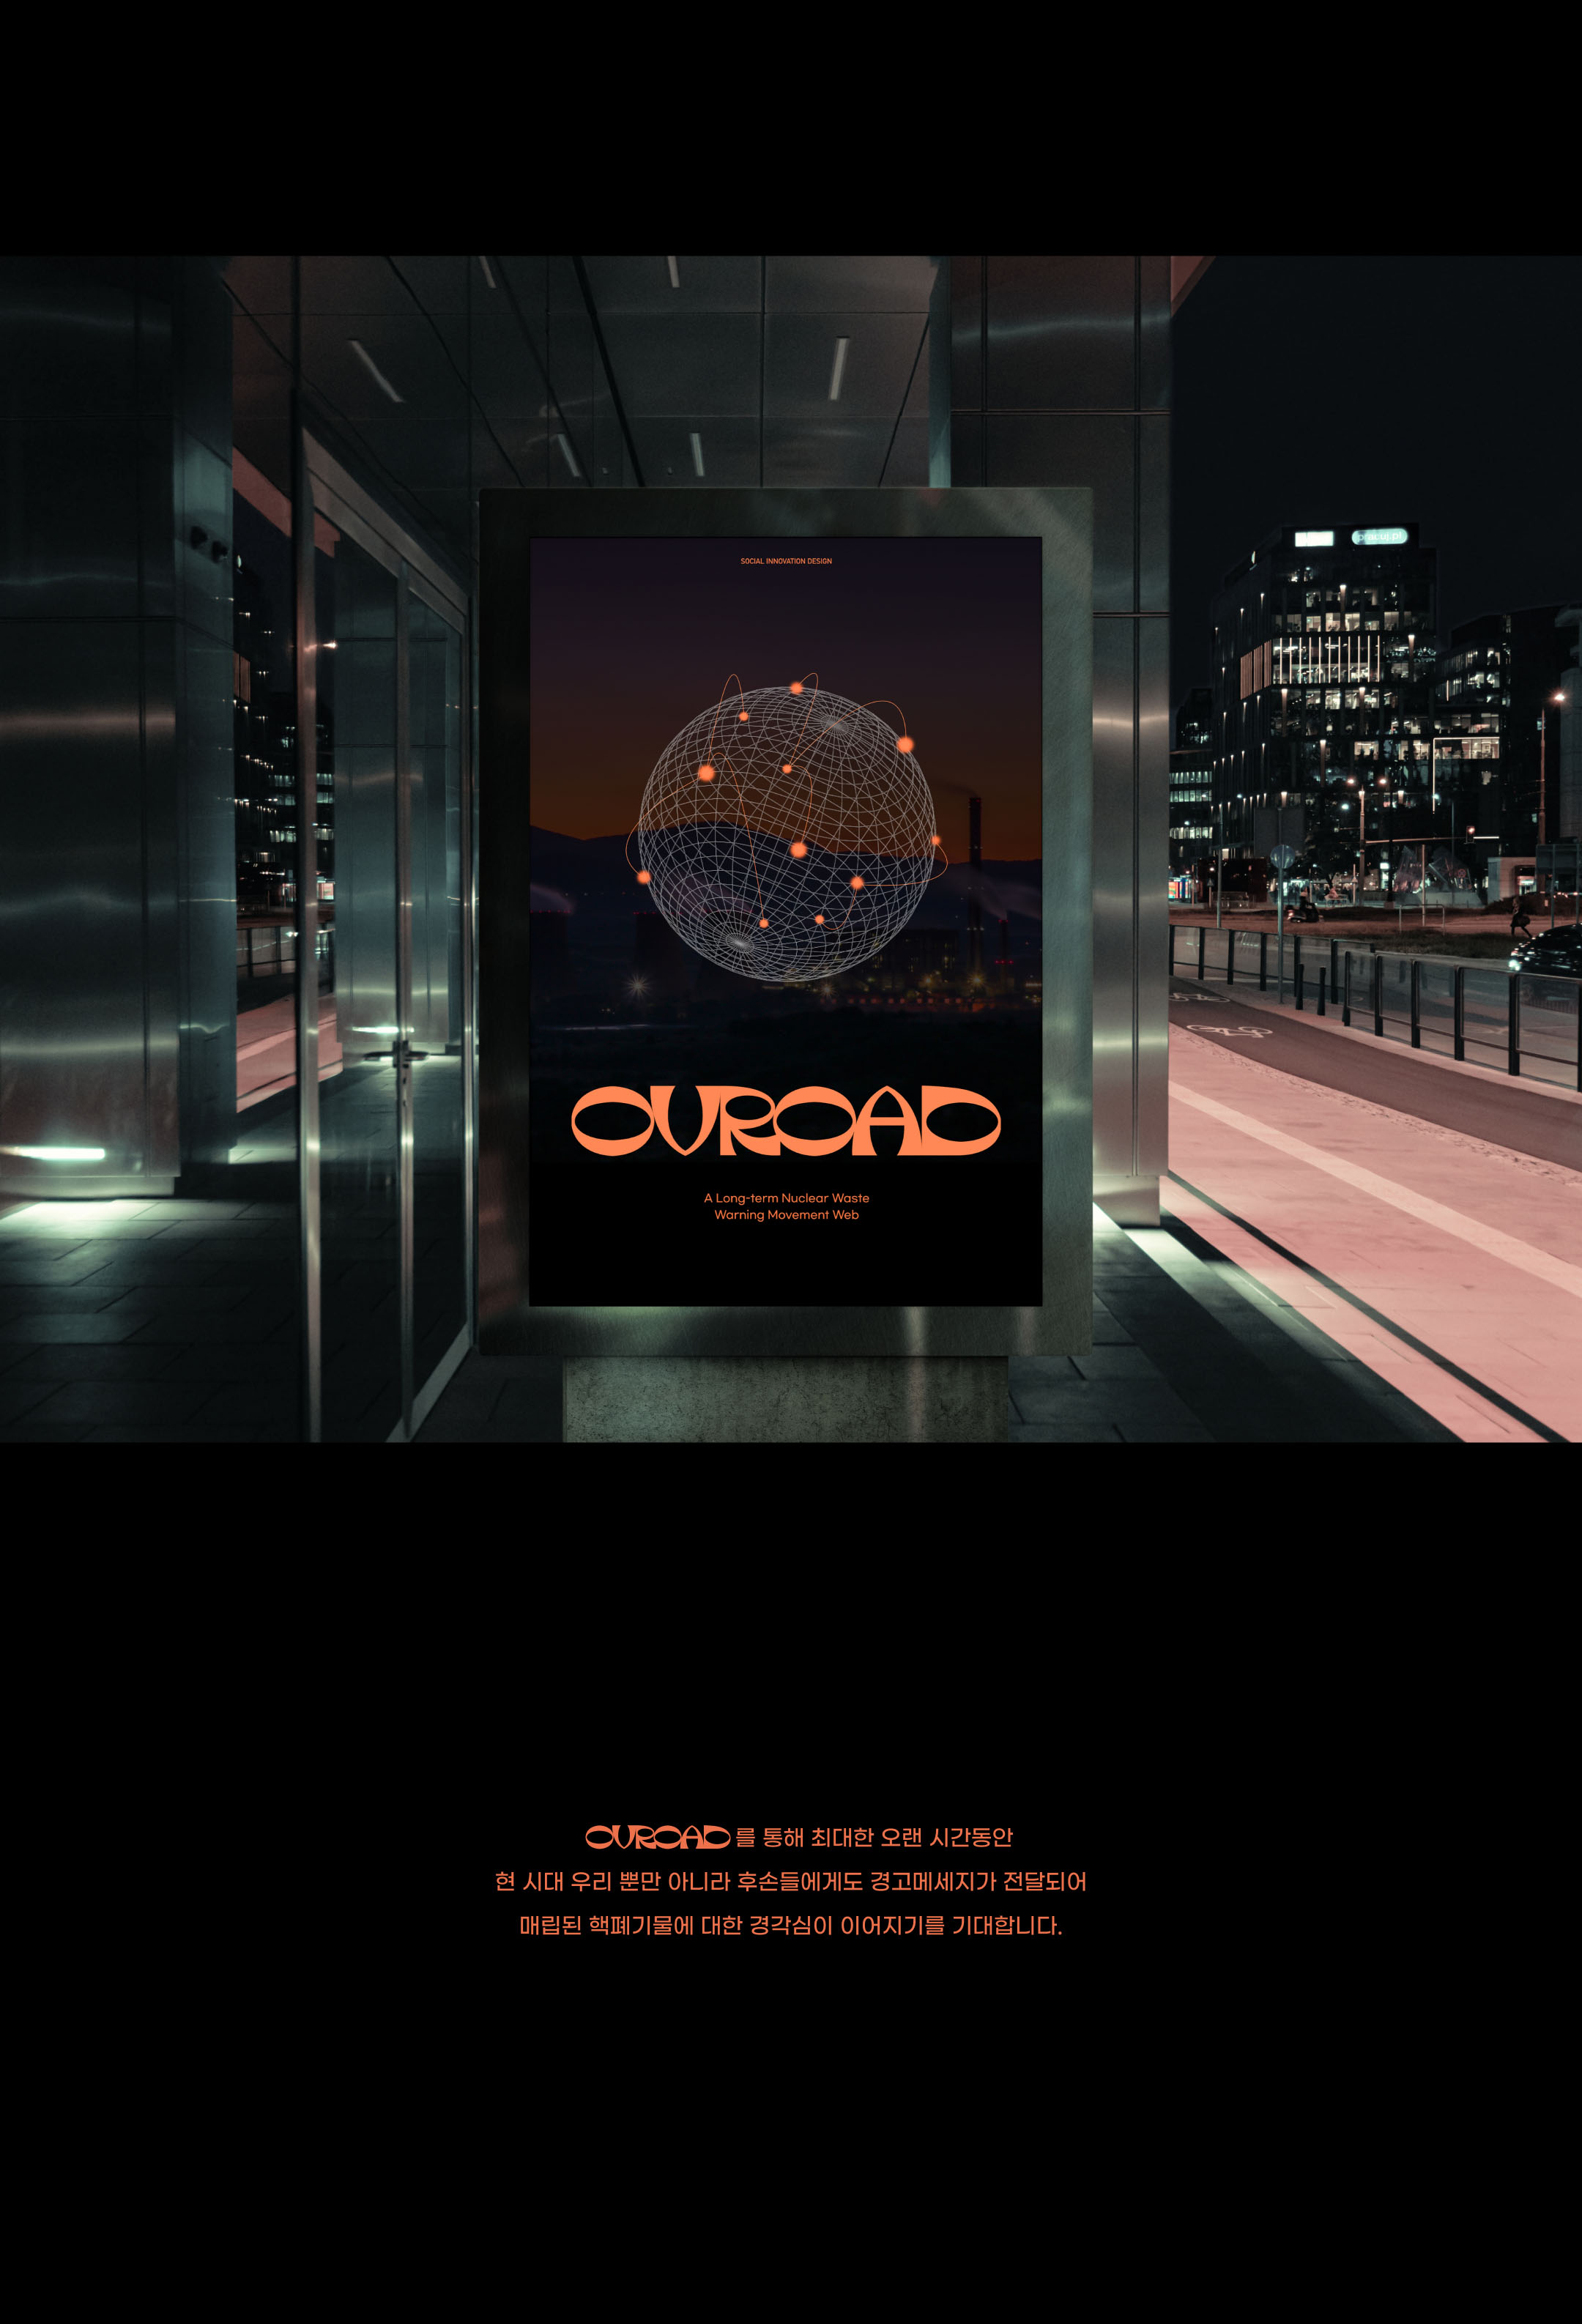 SOCIAL INNOVATION DESIGN
pracuj.pl
OUROAD
A Long-term Nuclear Waste
Warning Movement Web
OUROAD를 통해 최대한 오랜 시간동안
현 시대 우리 뿐만 아니라 후손들에게도 경고메세지가 전달되어
매립된 핵폐기물에 대한 경각심이 이어지기를 기대합니다.